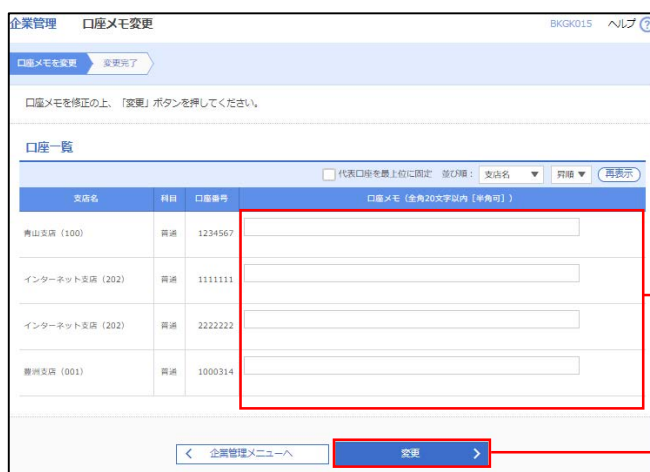 企業管理 口座メモ変更 BKGK015 ヘルプ ?
口座メモを変更 変更完了
口座メモを修正の上、「変更」ボタンを押してください。
口座一覧
代表口座を最上位に固定 並び順： 支店名 ▼ 昇順 ▼ 再表示
支店名 科目 口座番号 口座メモ（全角20文字以内［半角可］）
青山支店（100） 普通 1234567
インターネット支店（202） 普通 1111111
インターネット支店（202） 普通 2222222
豊洲支店（001） 普通 1000314
企業管理メニューへ 変更